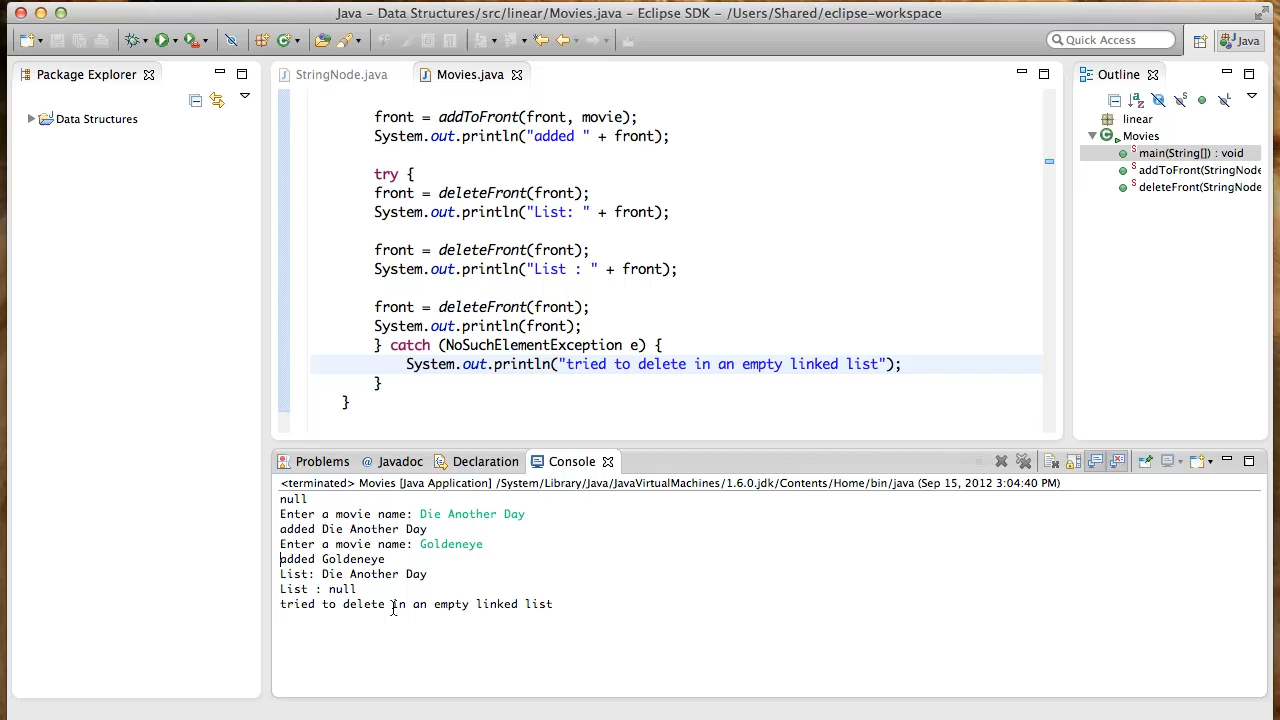 Java - Data Structures/src/linear/Movies.java - Eclipse SDK - /Users/Shared/eclipse-workspace
Quick Access
Java
Package Explorer
Data Structures
StringNode.java
Movies.java
front = addToFront(front, movie);
System.out.println("added " + front);
try {
front = deleteFront(front);
System.out.println("List: " + front);
front = deleteFront(front);
System.out.println("List : " + front);
front = deleteFront(front);
System.out.println(front);
} catch (NoSuchElementException e) {
System.out.println("tried to delete in an empty linked list");
}
}
Outline
linear
Movies
main(String[]) : void
addToFront(StringNode
deleteFront(StringNode
Problems
@ Javadoc
Declaration
Console
<terminated> Movies [Java Application] /System/Library/Java/JavaVirtualMachines/1.6.0.jdk/Contents/Home/bin/java (Sep 15, 2012 3:04:40 PM)
null
Enter a movie name: Die Another Day
added Die Another Day
Enter a movie name: Goldeneye
added Goldeneye
List: Die Another Day
List : null
tried to delete in an empty linked list